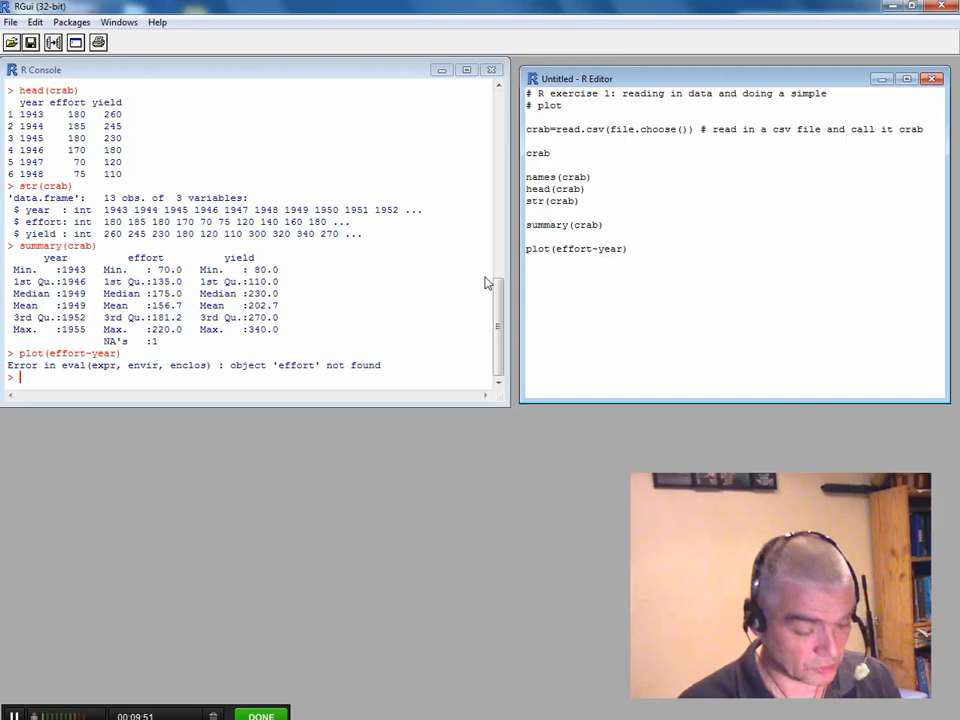 RGui (32-bit)
File Edit Packages Windows Help
R Console
> head(crab)
year effort yield
1 1943 180 260
2 1944 185 245
3 1945 180 230
4 1946 170 180
5 1947 70 120
6 1948 75 110
> str(crab)
'data.frame': 13 obs. of 3 variables:
$ year : int 1943 1944 1945 1946 1947 1948 1949 1950 1951 1952 ...
$ effort: int 180 185 180 170 70 75 120 140 160 180 ...
$ yield : int 260 245 230 180 120 110 300 320 340 270 ...
> summary(crab)
year effort yield
Min. :1943 Min. : 70.0 Min. : 80.0
1st Qu.:1946 1st Qu.:135.0 1st Qu.:110.0
Median :1949 Median :175.0 Median :230.0
Mean :1949 Mean :156.7 Mean :202.7
3rd Qu.:1952 3rd Qu.:181.2 3rd Qu.:270.0
Max. :1955 Max. :220.0 Max. :340.0
NA's :1
> plot(effort~year)
Error in eval(expr, envir, enclos) : object 'effort' not found
>
Untitled - R Editor
# R exercise 1: reading in data and doing a simple
# plot
crab=read.csv(file.choose()) # read in a csv file and call it crab
crab
names(crab)
head(crab)
str(crab)
summary(crab)
plot(effort~year)
00:09:51
DONE